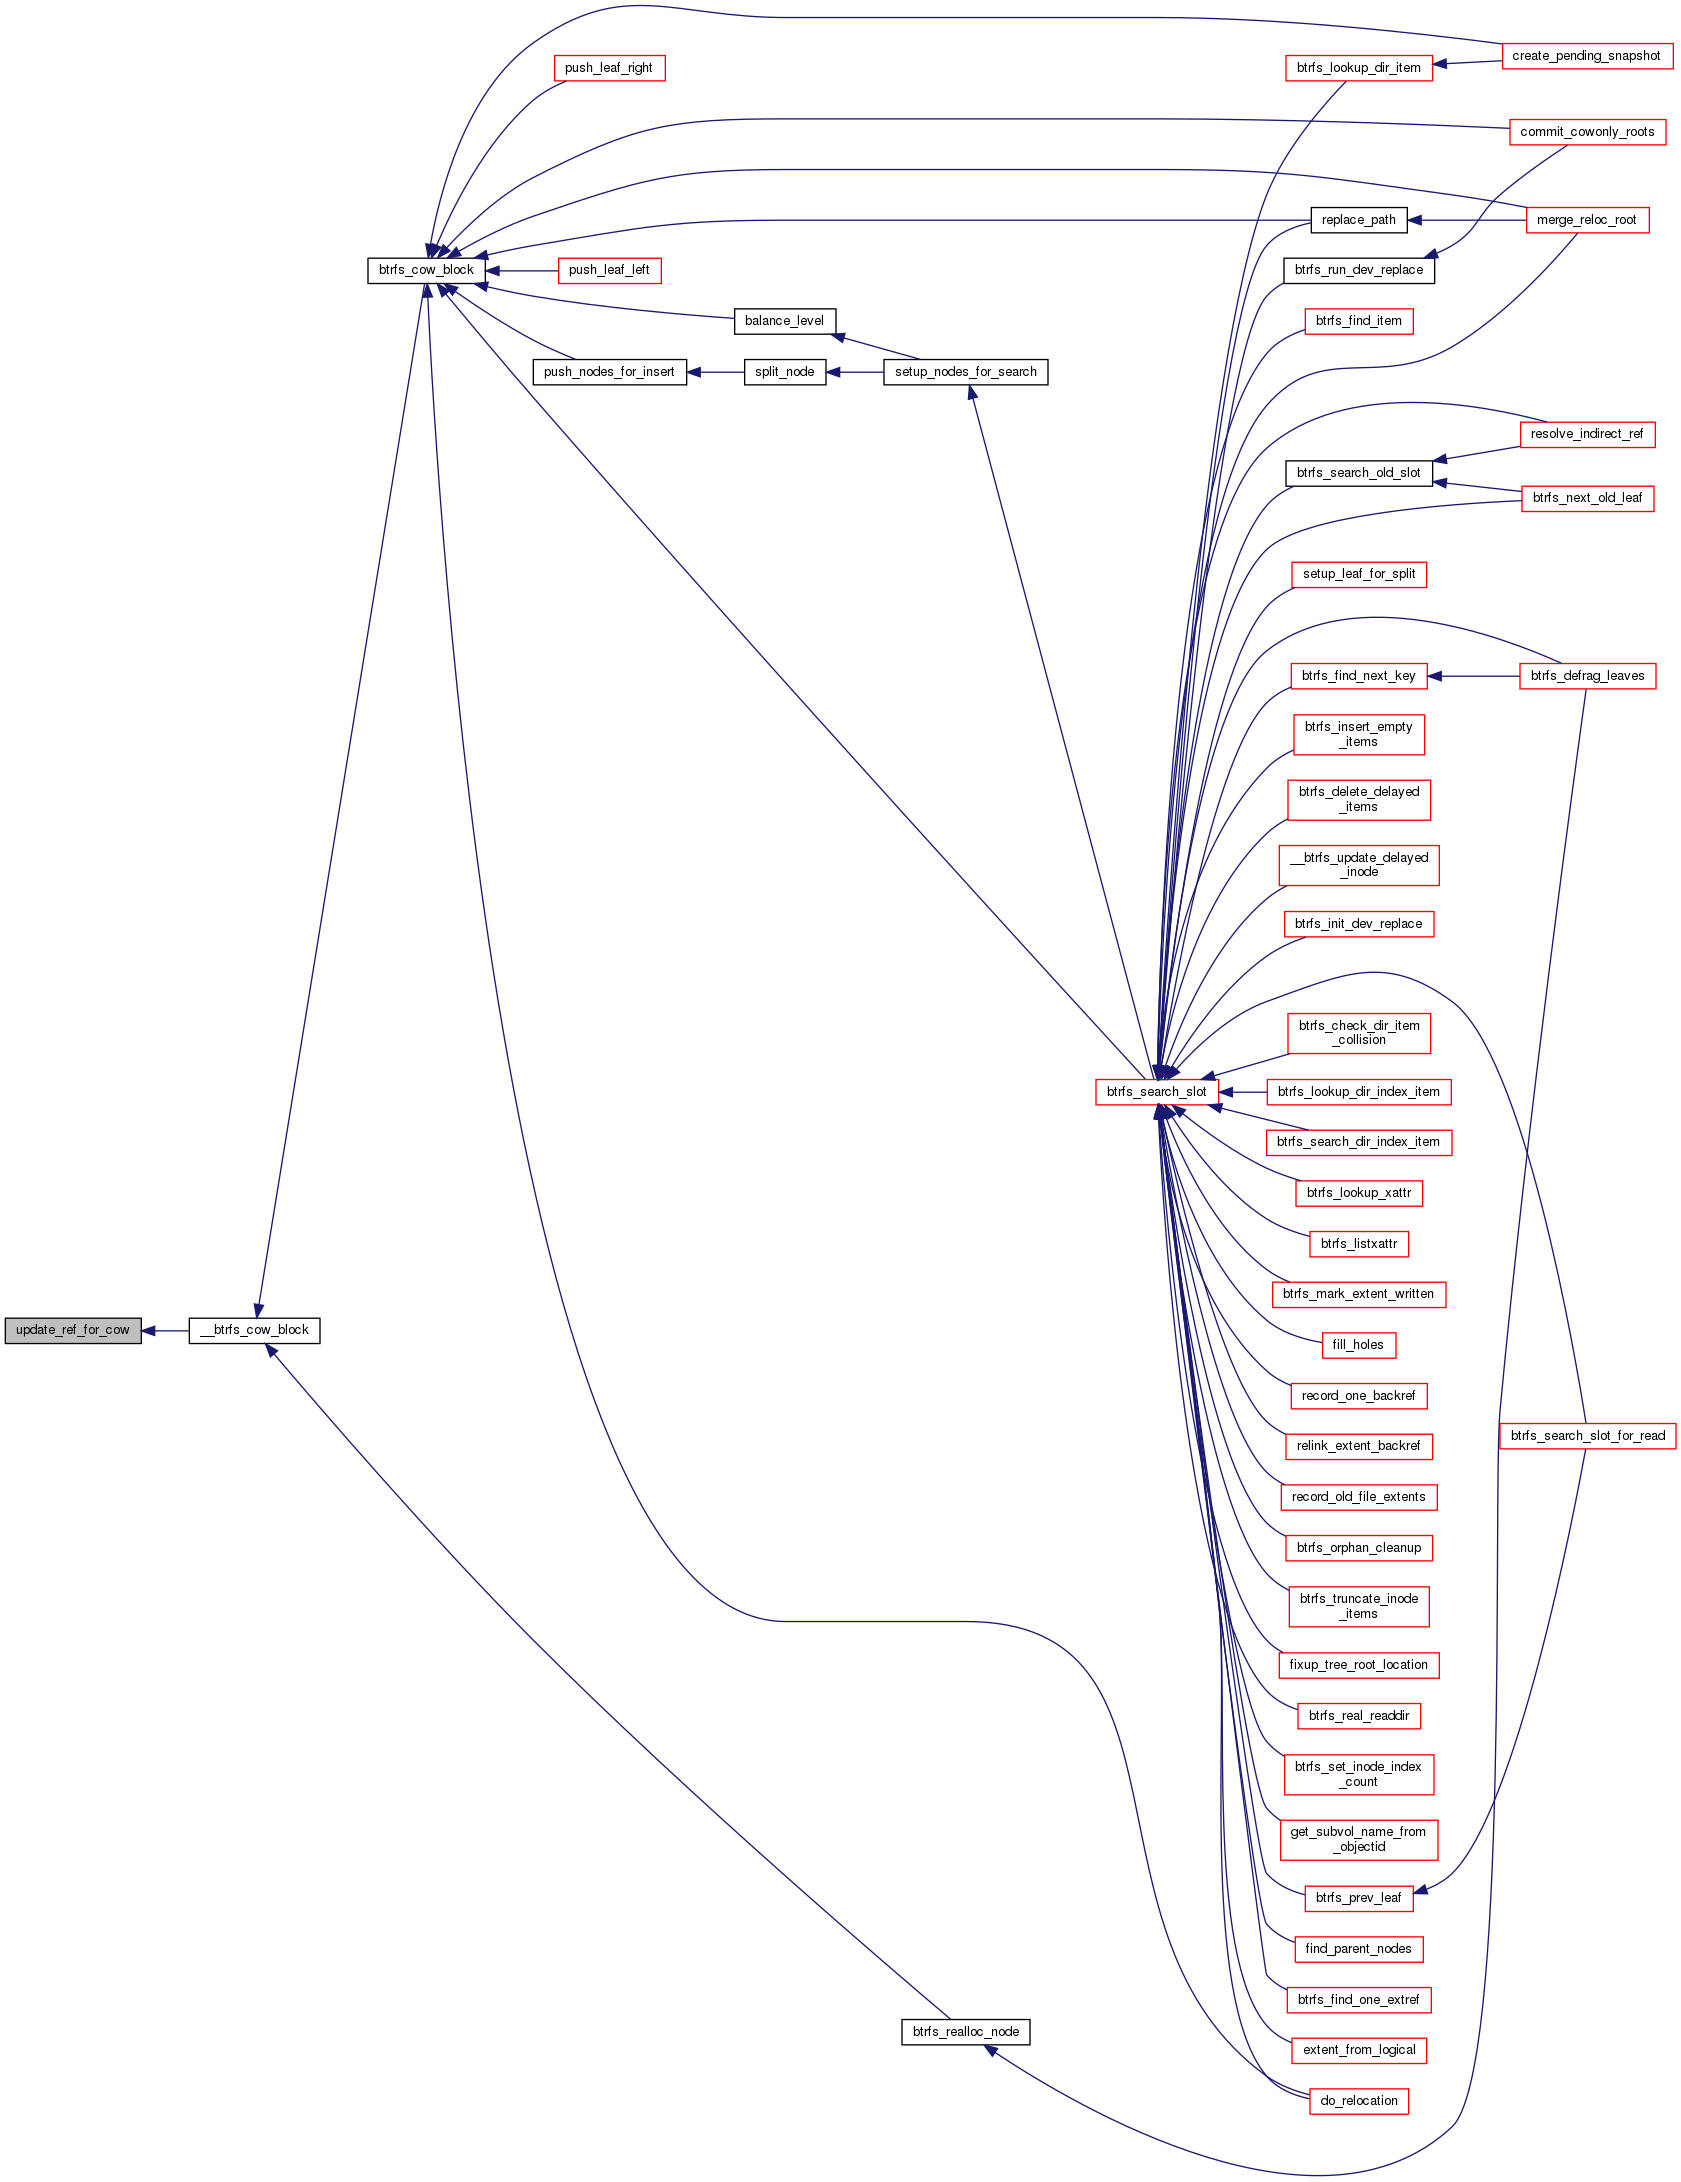 create_pending_snapshot
push_leaf_right
btrfs_lookup_dir_item
commit_cowonly_roots
replace_path
merge_reloc_root
btrfs_cow_block
push_leaf_left
btrfs_run_dev_replace
balance_level
btrfs_find_item
push_nodes_for_insert
split_node
setup_nodes_for_search
resolve_indirect_ref
btrfs_search_old_slot
btrfs_next_old_leaf
setup_leaf_for_split
btrfs_find_next_key
btrfs_defrag_leaves
btrfs_insert_empty
_items
btrfs_delete_delayed
_items
__btrfs_update_delayed
_inode
btrfs_init_dev_replace
btrfs_check_dir_item
_collision
btrfs_search_slot
btrfs_lookup_dir_index_item
btrfs_search_dir_index_item
btrfs_lookup_xattr
btrfs_listxattr
btrfs_mark_extent_written
update_ref_for_cow
__btrfs_cow_block
fill_holes
record_one_backref
btrfs_search_slot_for_read
relink_extent_backref
record_old_file_extents
btrfs_orphan_cleanup
btrfs_truncate_inode
_items
fixup_tree_root_location
btrfs_real_readdir
btrfs_set_inode_index
_count
get_subvol_name_from
_objectid
btrfs_prev_leaf
find_parent_nodes
btrfs_find_one_extref
btrfs_realloc_node
extent_from_logical
do_relocation